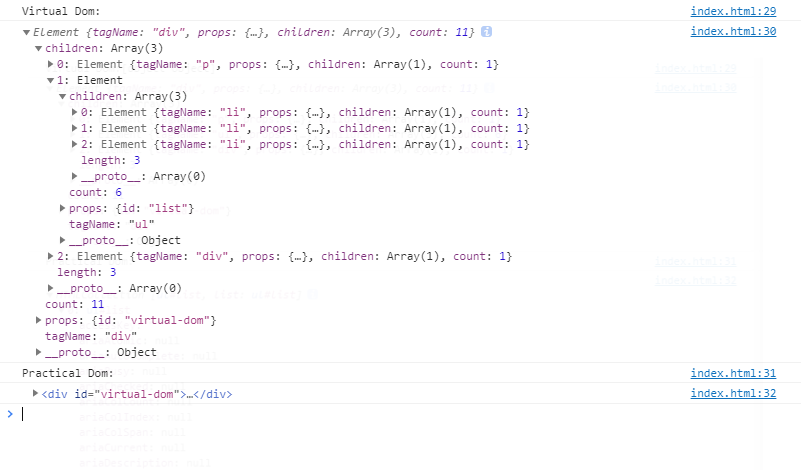 Virtual Dom: index.html:29
▼Element {tagName: "div", props: {…}, children: Array(3), count: 11} i index.html:30
▼children: Array(3)
▶0: Element {tagName: "p", props: {…}, children: Array(1), count: 1}
▼1: Element
▼children: Array(3)
▶0: Element {tagName: "li", props: {…}, children: Array(1), count: 1}
▶1: Element {tagName: "li", props: {…}, children: Array(1), count: 1}
▶2: Element {tagName: "li", props: {…}, children: Array(1), count: 1}
length: 3
▶__proto__: Array(0)
count: 6
▶props: {id: "list"}
tagName: "ul"
▶__proto__: Object
▶2: Element {tagName: "div", props: {…}, children: Array(1), count: 1}
length: 3
▶__proto__: Array(0)
count: 11
▶props: {id: "virtual-dom"}
tagName: "div"
▶__proto__: Object
Practical Dom: index.html:31
▶<div id="virtual-dom">…</div> index.html:32
>